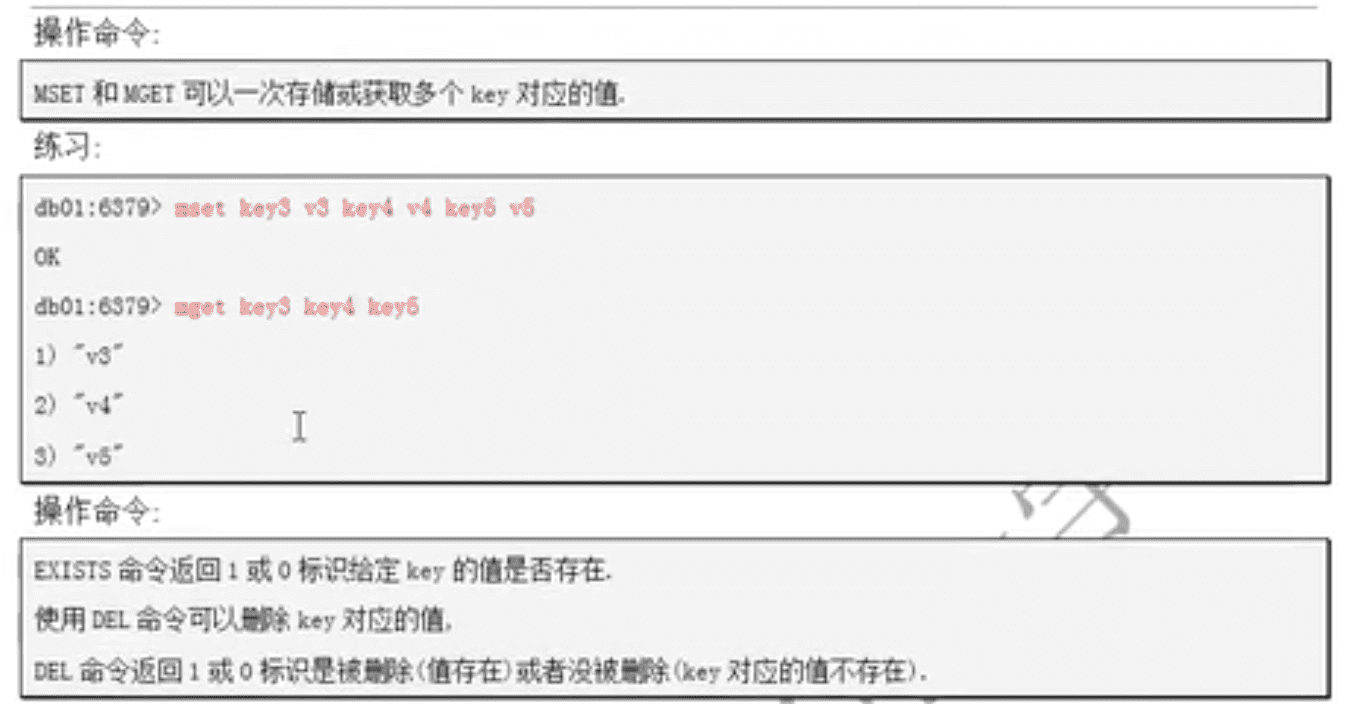 操作命令:
MSET 和 MGET 可以一次存储或获取多个 key 对应的值.
练习:
db01:6379> mset key3 v3 key4 v4 key5 v5
OK
db01:6379> mget key3 key4 key5
1) "v3"
2) "v4"
3) "v5"
操作命令:
EXISTS 命令返回 1 或 0 标识给定 key 的值是否存在.
使用 DEL 命令可以删除 key 对应的值,
DEL 命令返回 1 或 0 标识是被删除(值存在)或者没被删除(key 对应的值不存在).